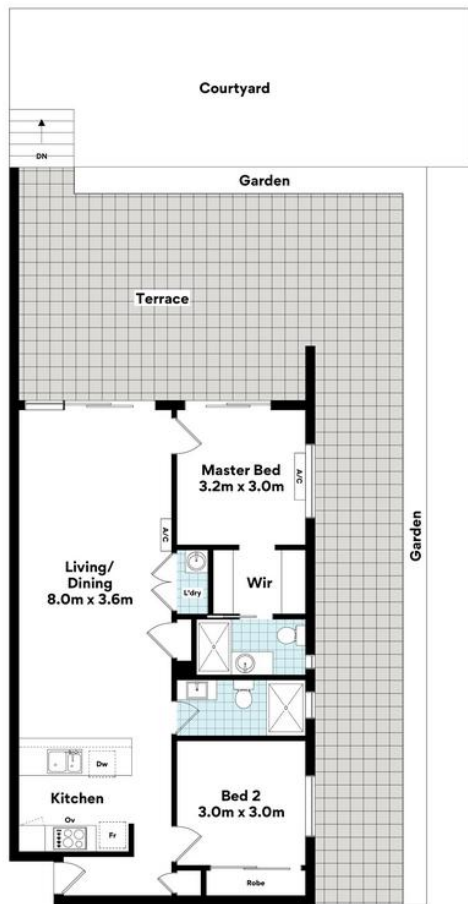 Courtyard
DN
Garden
Terrace
Master Bed
3.2m x 3.0m
A/C
A/C
Living/
Dining
8.0m x 3.6m
L'dry
Wir
Garden
Dw
Kitchen
Ov
Fr
Bed 2
3.0m x 3.0m
Robe